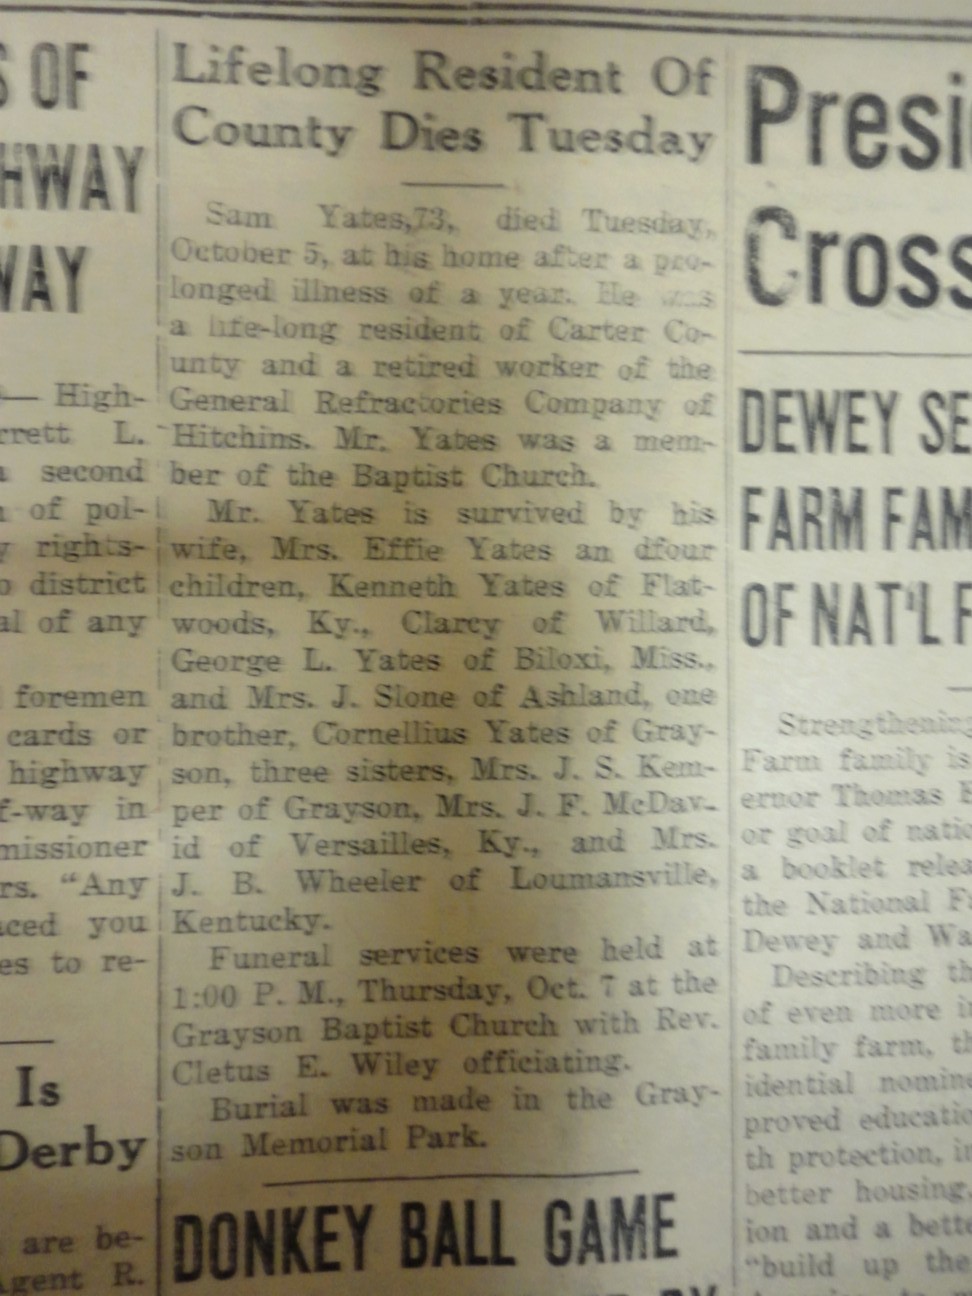 S OF
HWAY
WAY
— High-
rrett L.
a second
n of pol-
y rights-
o district
al of any
foremen
cards or
highway
f-way in
missioner
rs. "Any
aced you
es to re-
Is
Derby
are be-
Agent R.
Lifelong Resident Of
County Dies Tuesday
Sam Yates,73, died Tuesday,
October 5, at his home after a pro-
longed illness of a year. He was
a life-long resident of Carter Co-
unty and a retired worker of the
General Refractories Company of
Hitchins. Mr. Yates was a mem-
ber of the Baptist Church.
Mr. Yates is survived by his
wife, Mrs. Effie Yates an dfour
children, Kenneth Yates of Flat-
woods, Ky., Clarcy of Willard,
George L. Yates of Biloxi, Miss.,
and Mrs. J. Slone of Ashland, one
brother, Cornellius Yates of Gray-
son, three sisters, Mrs. J. S. Kem-
per of Grayson, Mrs. J. F. McDav-
id of Versailles, Ky., and Mrs.
J. B. Wheeler of Loumansville,
Kentucky.
Funeral services were held at
1:00 P. M., Thursday, Oct. 7 at the
Grayson Baptist Church with Rev.
Cletus E. Wiley officiating.
Burial was made in the Gray-
son Memorial Park.
DONKEY BALL GAME
Presi
Cross
DEWEY SE
FARM FAM
OF NAT'L F
Strengthening
Farm family is
ernor Thomas
or goal of natio
a booklet relea
the National Fa
Dewey and Wa
Describing th
of even more i
family farm, th
idential nomine
proved educatio
th protection, i
better housing,
ion and a bette
"build up the